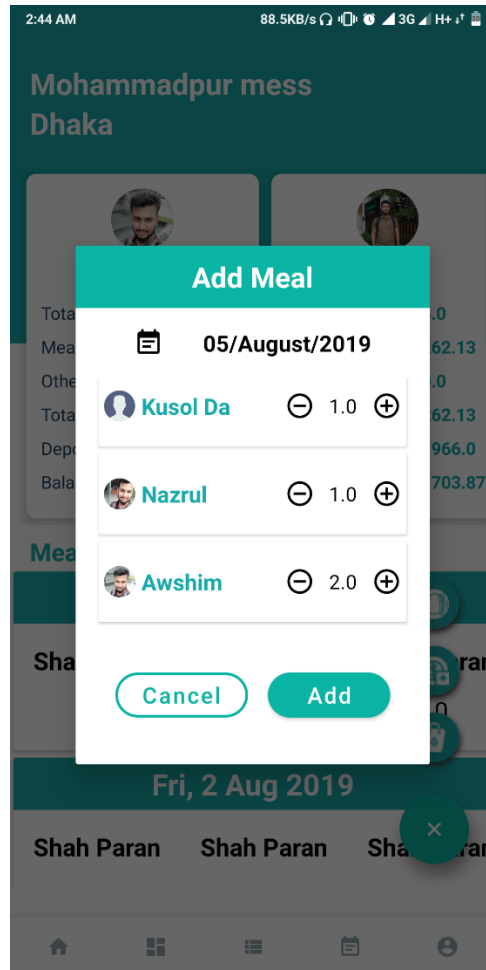 2:44 AM 88.5KB/s 3G H+
Mohammadpur mess
Dhaka
Add Meal
05/August/2019
Kusol Da 1.0
Nazrul 1.0
Awshim 2.0
Cancel Add
Tota .0
Mea 62.13
Othe .0
Tota 62.13
Depo 966.0
Bala 703.87
Mea
Sha ran
Fri, 2 Aug 2019
Shah Paran Shah Paran Sha